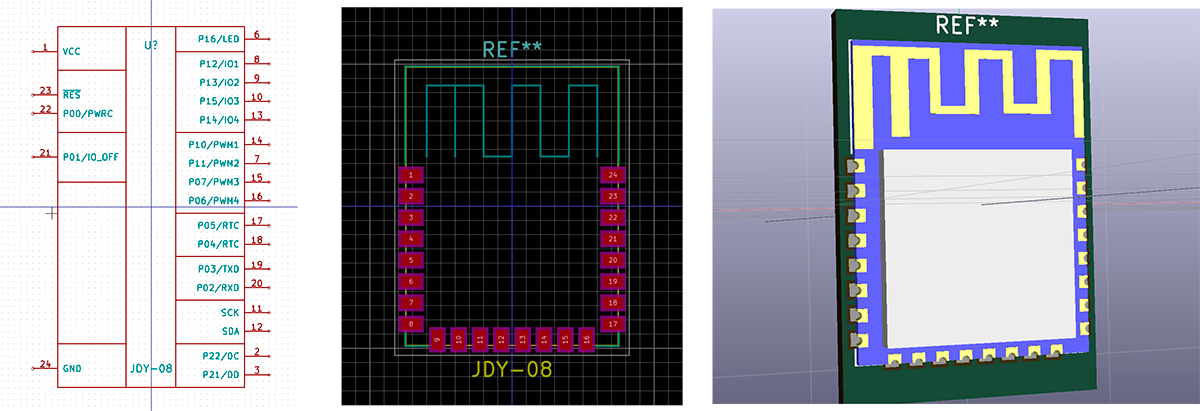 U?
1 VCC
23 RES
22 P00/PWRC
21 P01/IO_OFF
24 GND
P16/LED 6
P12/IO1 8
P13/IO2 9
P15/IO3 10
P14/IO4 13
P10/PWM1 14
P11/PWM2 7
P07/PWM3 15
P06/PWM4 16
P05/RTC 17
P04/RTC 18
P03/TXD 19
P02/RXD 20
SCK 11
SDA 12
P22/DC 2
P21/DD 3
JDY-08
REF**
1 24
2 23
3 22
4 21
5 20
6 19
7 18
8 17
9 10 11 12 13 14 15 16
JDY-08
REF**